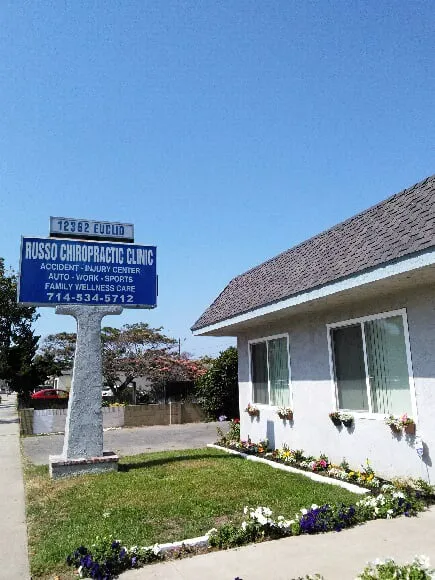 12362 EUCLID
RUSSO CHIROPRACTIC CLINIC
ACCIDENT - INJURY CENTER
AUTO - WORK - SPORTS
FAMILY WELLNESS CARE
714-534-5712